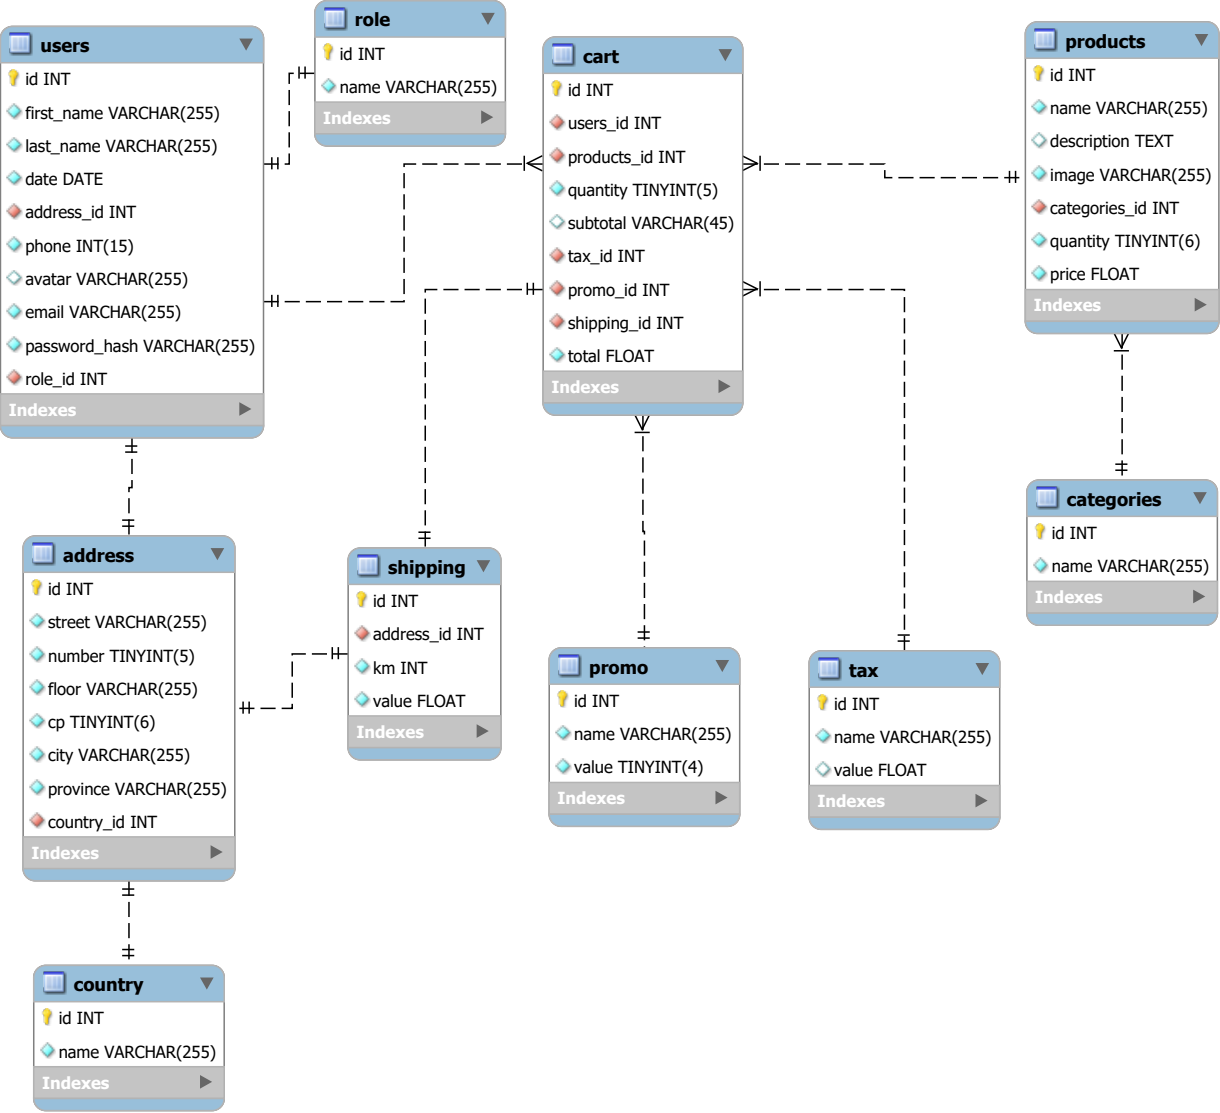 users
id INT
first_name VARCHAR(255)
last_name VARCHAR(255)
date DATE
address_id INT
phone INT(15)
avatar VARCHAR(255)
email VARCHAR(255)
password_hash VARCHAR(255)
role_id INT
Indexes
role
id INT
name VARCHAR(255)
Indexes
cart
id INT
users_id INT
products_id INT
quantity TINYINT(5)
subtotal VARCHAR(45)
tax_id INT
promo_id INT
shipping_id INT
total FLOAT
Indexes
products
id INT
name VARCHAR(255)
description TEXT
image VARCHAR(255)
categories_id INT
quantity TINYINT(6)
price FLOAT
Indexes
address
id INT
street VARCHAR(255)
number TINYINT(5)
floor VARCHAR(255)
cp TINYINT(6)
city VARCHAR(255)
province VARCHAR(255)
country_id INT
Indexes
shipping
id INT
address_id INT
km INT
value FLOAT
Indexes
promo
id INT
name VARCHAR(255)
value TINYINT(4)
Indexes
tax
id INT
name VARCHAR(255)
value FLOAT
Indexes
categories
id INT
name VARCHAR(255)
Indexes
country
id INT
name VARCHAR(255)
Indexes